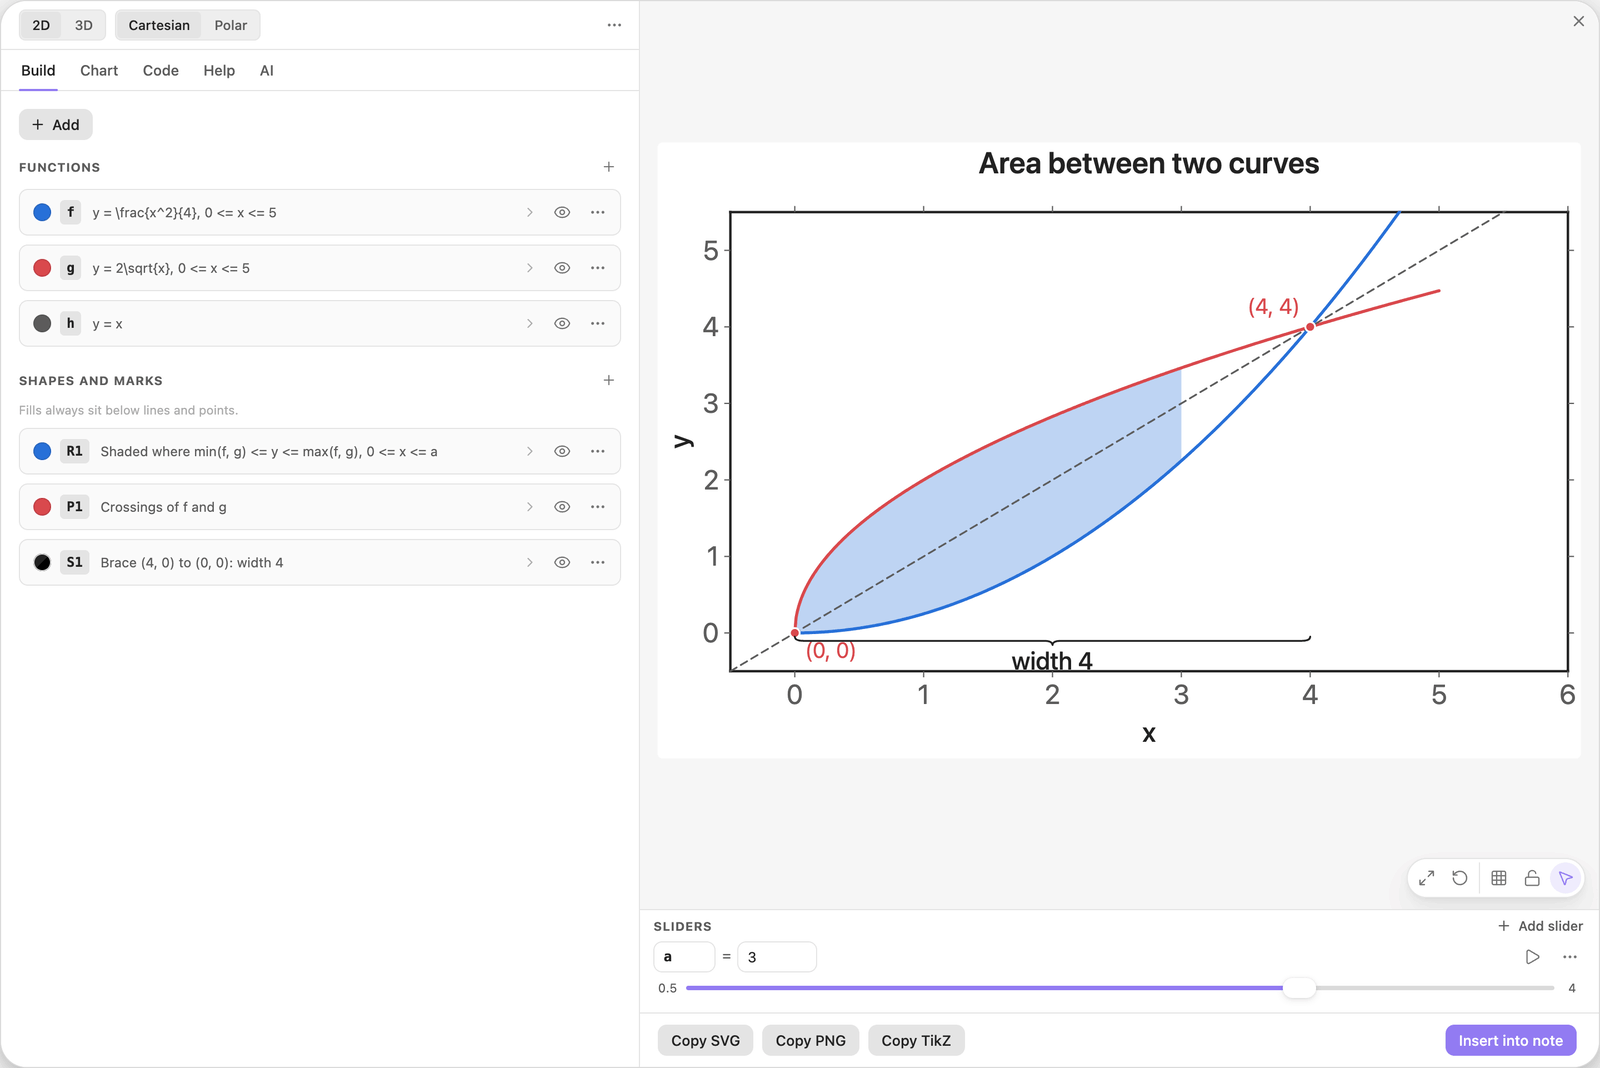 2D 3D Cartesian Polar
Build Chart Code Help AI
+ Add
FUNCTIONS
f y = \frac{x^2}{4}, 0 <= x <= 5
g y = 2\sqrt{x}, 0 <= x <= 5
h y = x
SHAPES AND MARKS
Fills always sit below lines and points.
R1 Shaded where min(f, g) <= y <= max(f, g), 0 <= x <= a
P1 Crossings of f and g
S1 Brace (4, 0) to (0, 0): width 4
Area between two curves
5
4
3
2
1
0
y
(4, 4)
(0, 0)
width 4
0 1 2 3 4 5 6
x
SLIDERS
+ Add slider
a = 3
0.5 4
Copy SVG Copy PNG Copy TikZ
Insert into note